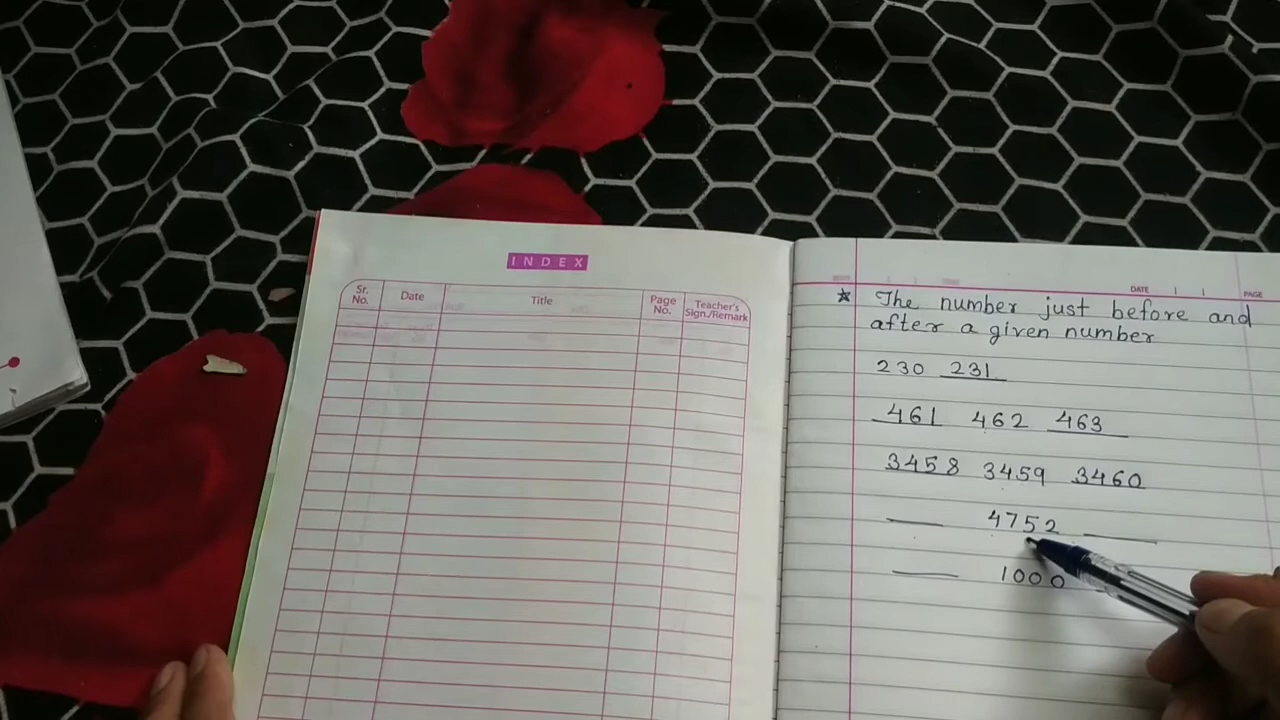 INDEX
Sr. No. Date Title Page No. Teacher's Sign./Remark
DATE PAGE
★ The number just before and
after a given number
230 231
461 462 463
3458 3459 3460
4752
1000